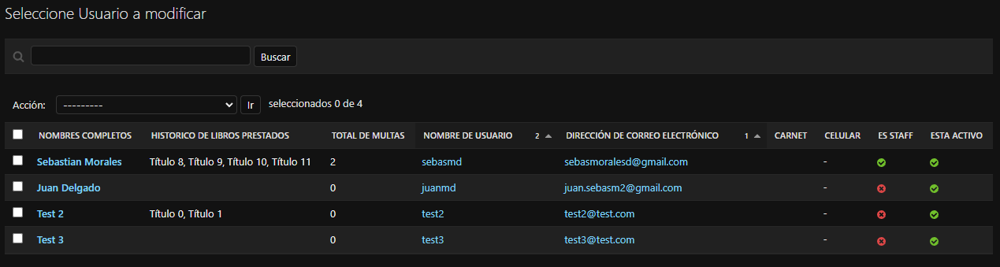 Seleccione Usuario a modificar
Buscar
Acción: --------- Ir seleccionados 0 de 4
NOMBRES COMPLETOS HISTORICO DE LIBROS PRESTADOS TOTAL DE MULTAS NOMBRE DE USUARIO 2 DIRECCIÓN DE CORREO ELECTRÓNICO 1 CARNET CELULAR ES STAFF ESTA ACTIVO
Sebastian Morales Título 8, Título 9, Título 10, Título 11 2 sebasmd sebasmoralesd@gmail.com -
Juan Delgado 0 juanmd juan.sebasm2@gmail.com -
Test 2 Título 0, Título 1 0 test2 test2@test.com -
Test 3 0 test3 test3@test.com -